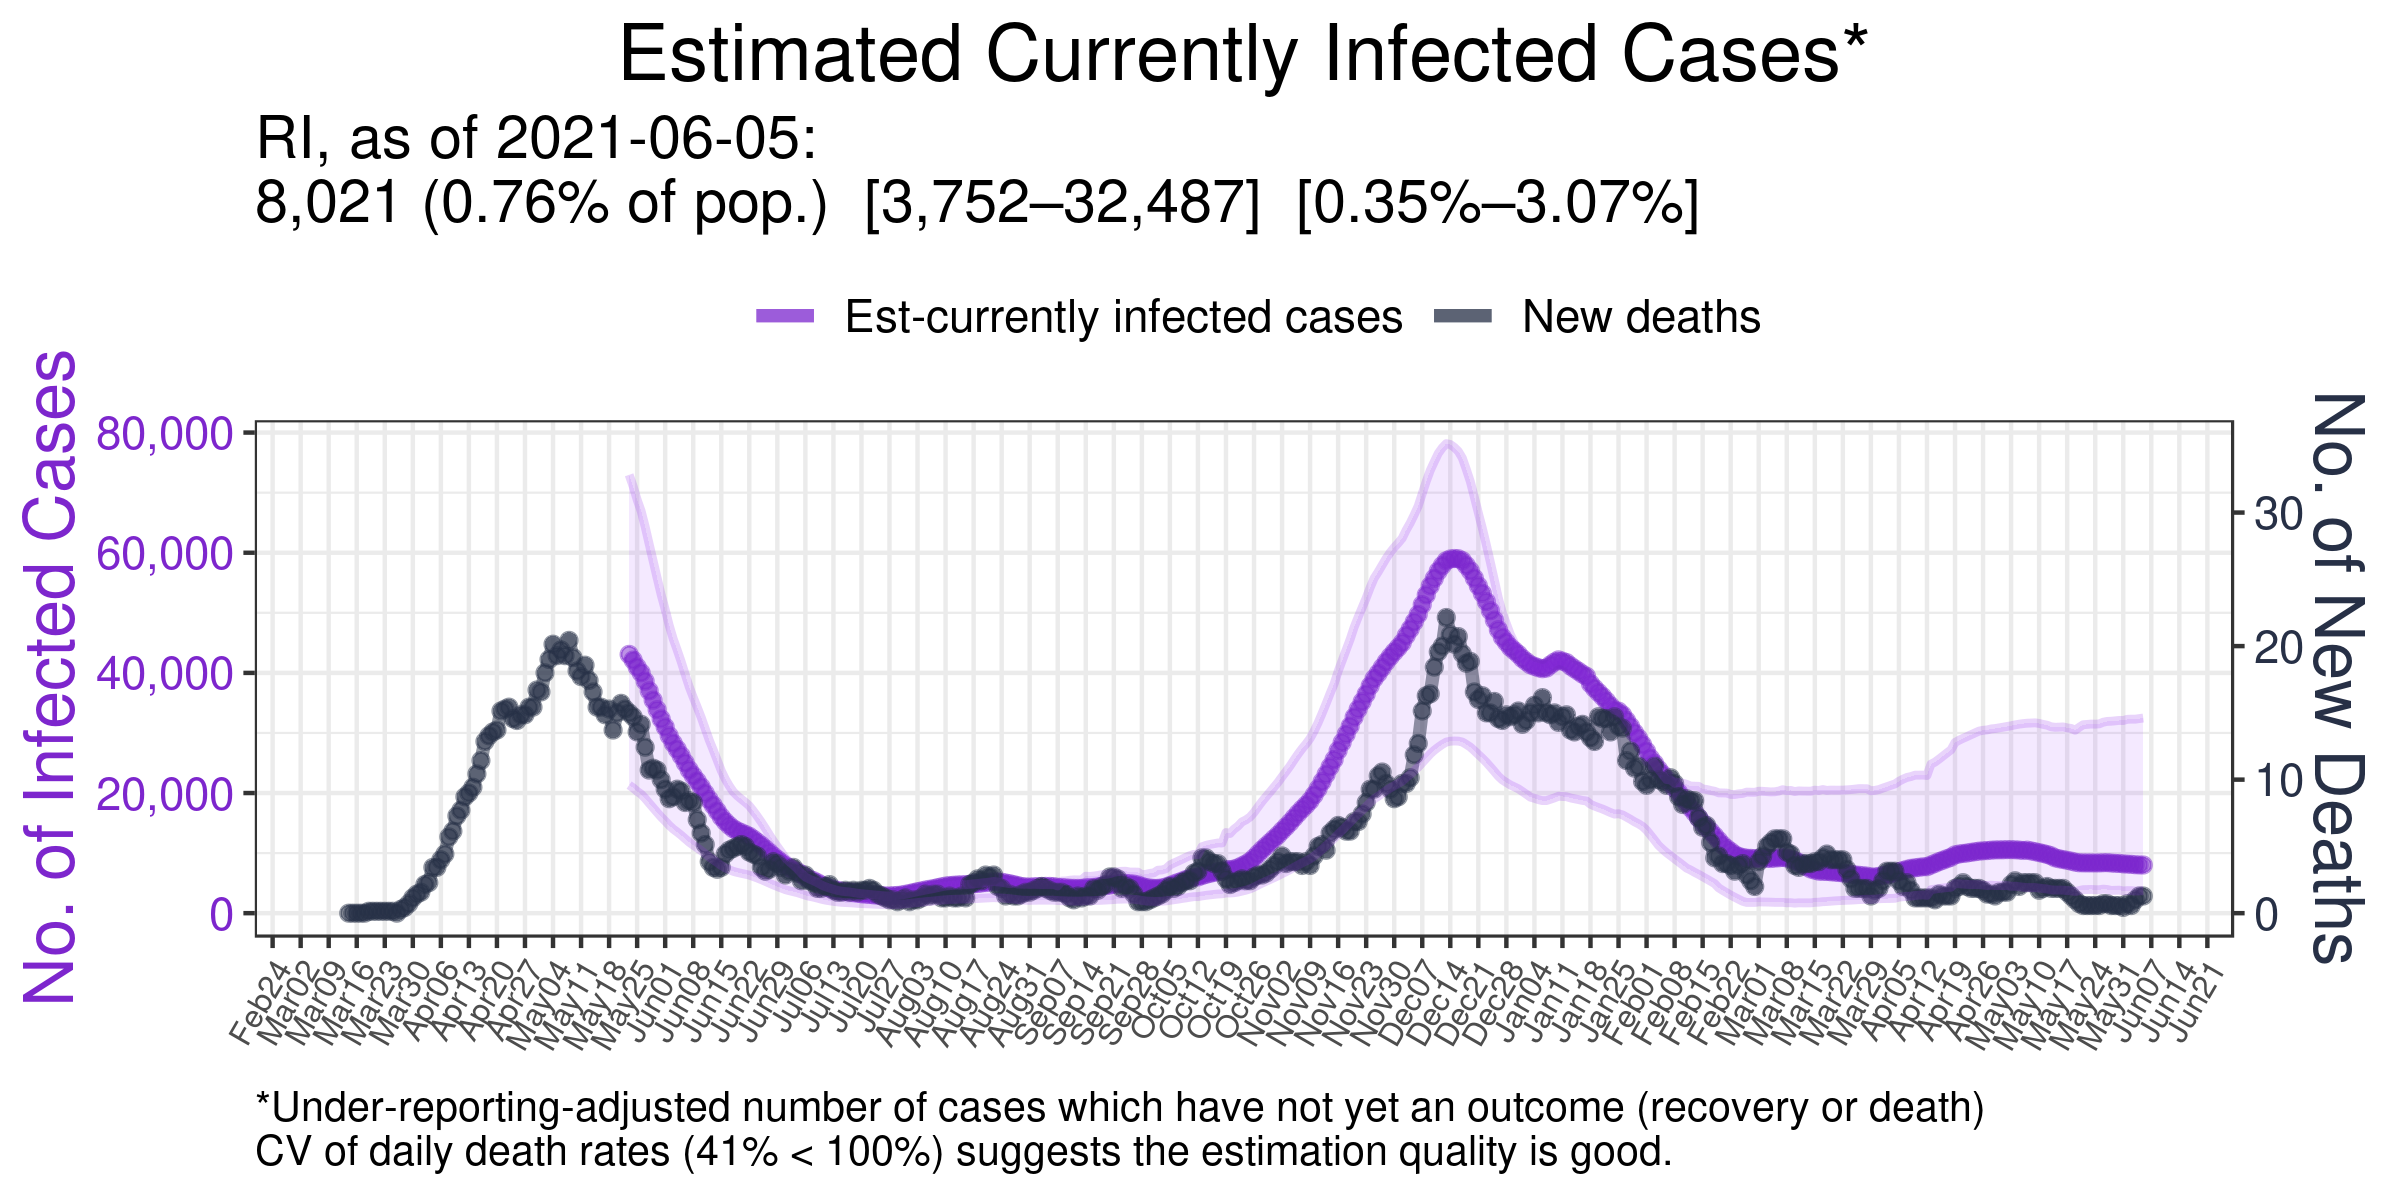 Estimated Currently Infected Cases*
RI, as of 2021-06-05:
8,021 (0.76% of pop.)  [3,752–32,487]  [0.35%–3.07%]
Est-currently infected cases
New deaths
No. of Infected Cases
80,000
60,000
40,000
20,000
0
30
20
10
0
No. of New Deaths
Feb24
Mar02
Mar09
Mar16
Mar23
Mar30
Apr06
Apr13
Apr20
Apr27
May04
May11
May18
May25
Jun01
Jun08
Jun15
Jun22
Jun29
Jul06
Jul13
Jul20
Jul27
Aug03
Aug10
Aug17
Aug24
Aug31
Sep07
Sep14
Sep21
Sep28
Oct05
Oct12
Oct19
Oct26
Nov02
Nov09
Nov16
Nov23
Nov30
Dec07
Dec14
Dec21
Dec28
Jan04
Jan11
Jan18
Jan25
Feb01
Feb08
Feb15
Feb22
Mar01
Mar08
Mar15
Mar22
Mar29
Apr05
Apr12
Apr19
Apr26
May03
May10
May17
May24
May31
Jun07
Jun14
Jun21
*Under-reporting-adjusted number of cases which have not yet an outcome (recovery or death)
CV of daily death rates (41% < 100%) suggests the estimation quality is good.